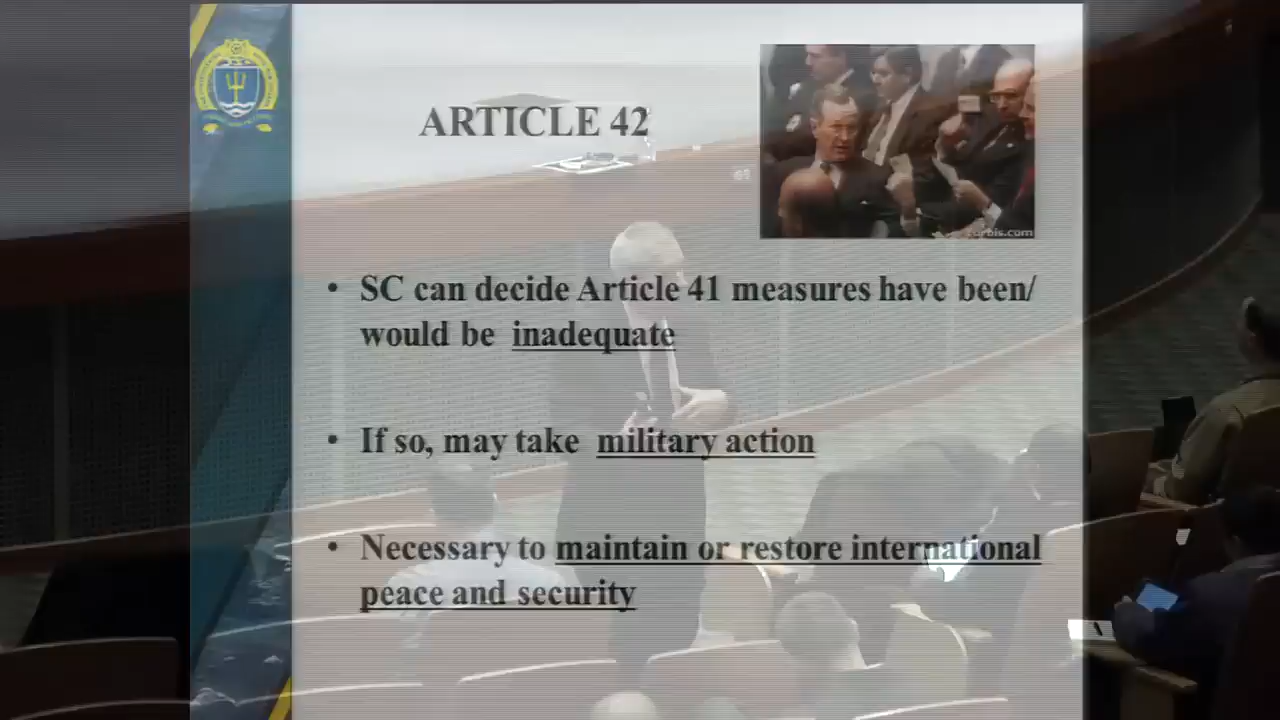 ARTICLE 42
corbis.com
• SC can decide Article 41 measures have been/
would be inadequate
• If so, may take military action
• Necessary to maintain or restore international
peace and security